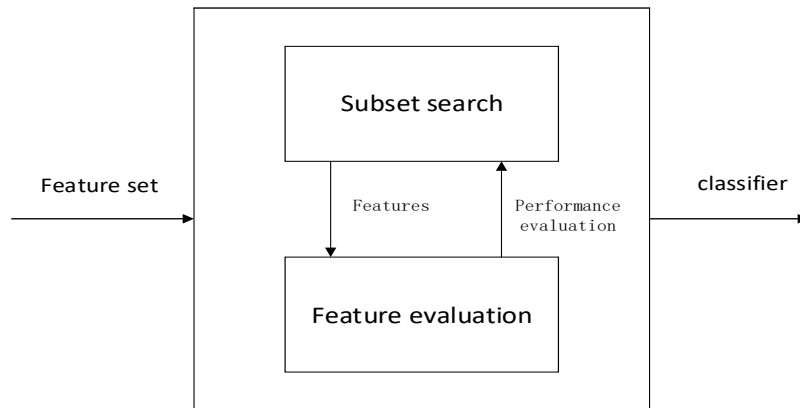 Subset search
Feature set
classifier
Features
Performance
evaluation
Feature evaluation